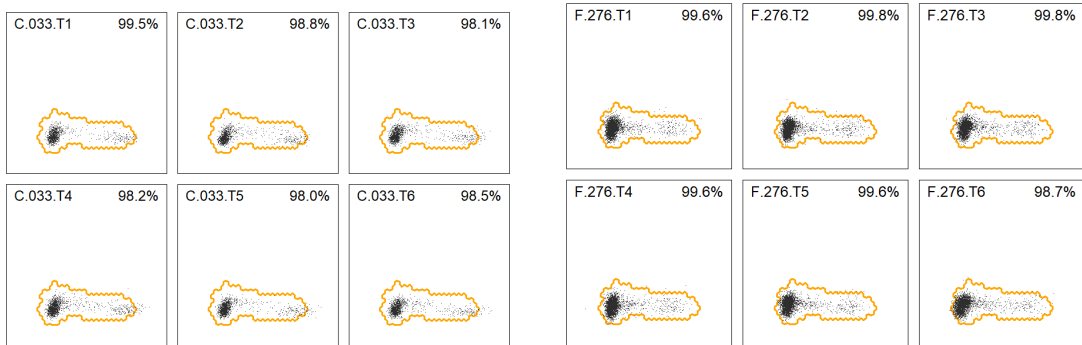 C.033.T1 99.5%
C.033.T2 98.8%
C.033.T3 98.1%
F.276.T1 99.6%
F.276.T2 99.8%
F.276.T3 99.8%
C.033.T4 98.2%
C.033.T5 98.0%
C.033.T6 98.5%
F.276.T4 99.6%
F.276.T5 99.6%
F.276.T6 98.7%